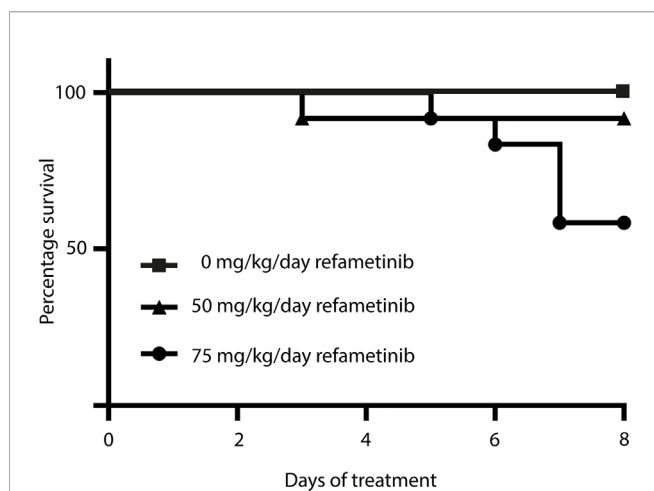 100
50
Percentage survival
0 mg/kg/day refametinib
50 mg/kg/day refametinib
75 mg/kg/day refametinib
0 2 4 6 8
Days of treatment